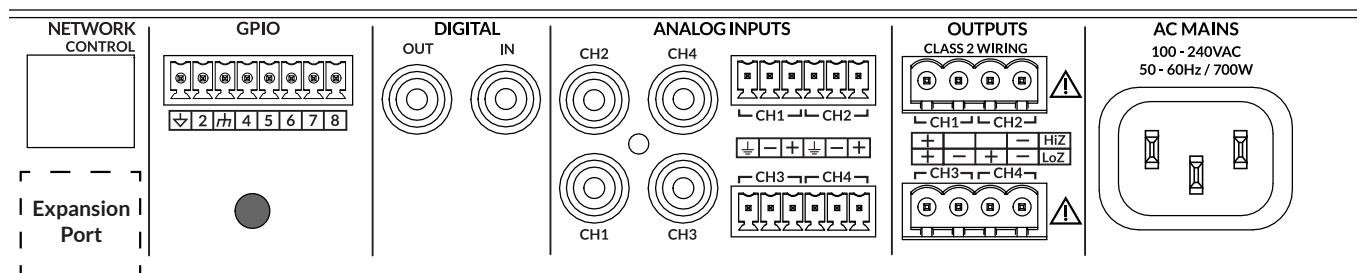 NETWORK
CONTROL
Expansion
Port
GPIO
2 4 5 6 7 8
DIGITAL
OUT IN
ANALOG INPUTS
CH2 CH4
CH1 CH3
CH1 CH2
− + − +
CH3 CH4
OUTPUTS
CLASS 2 WIRING
CH1 CH2
+ − HiZ
+ − + − LoZ
CH3 CH4
AC MAINS
100 - 240VAC
50 - 60Hz / 700W